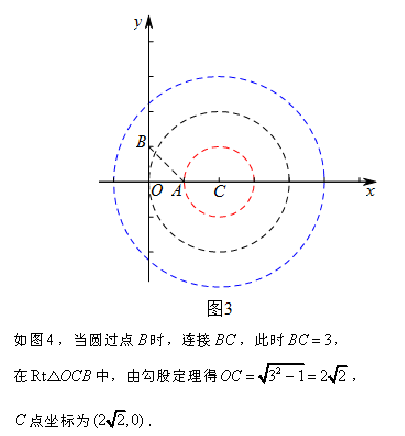 y
B
O A C x
图3
如图4，当圆过点B时，连接BC，此时BC=3，
在Rt△OCB中，由勾股定理得OC=√(3²-1)=2√2，
C点坐标为(2√2,0)．